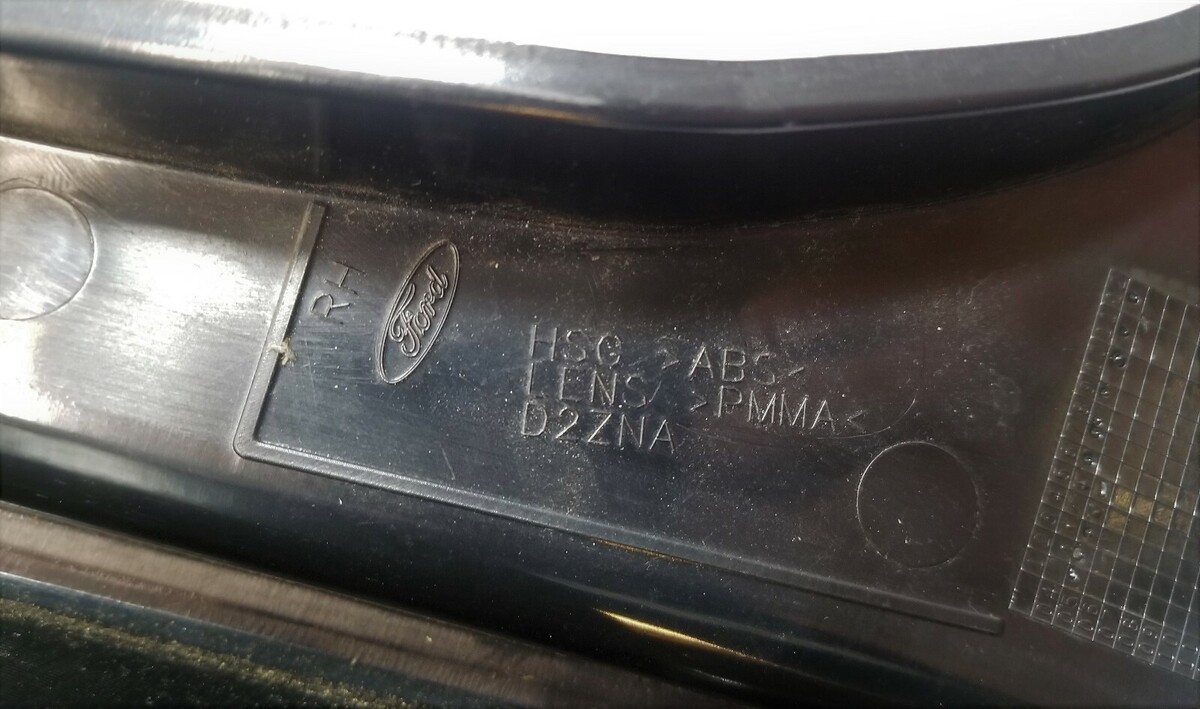 RH
Ford
HSG >ABS<
LENS >PMMA<
D2ZNA